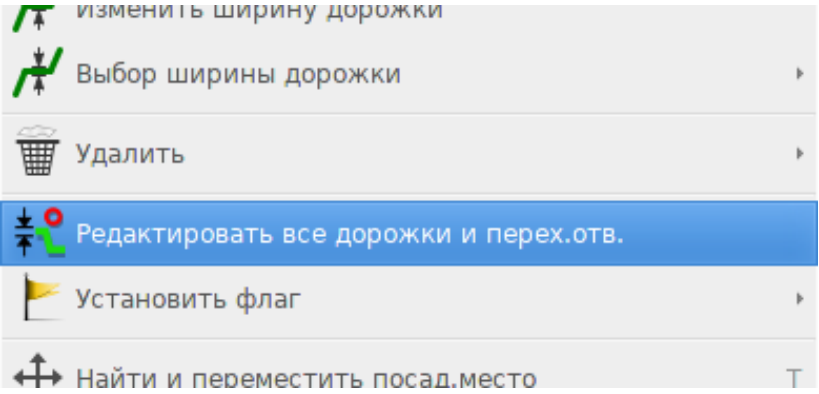 Изменить ширину дорожки
Выбор ширины дорожки
Удалить
Редактировать все дорожки и перех.отв.
Установить флаг
Найти и переместить посад.место T